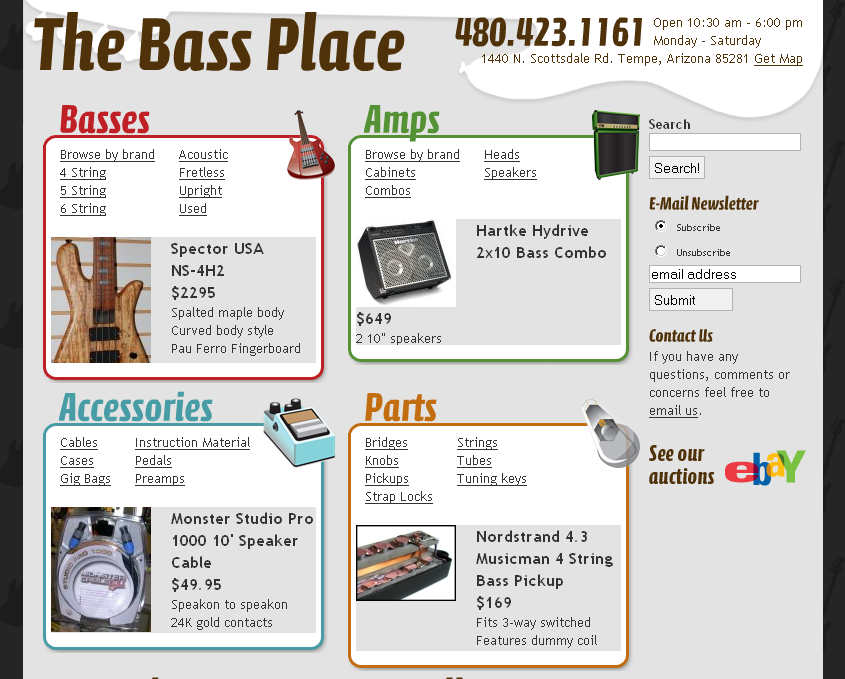 The Bass Place
480.423.1161
Open 10:30 am - 6:00 pm
Monday - Saturday
1440 N. Scottsdale Rd. Tempe, Arizona 85281 Get Map
Basses
Browse by brand
4 String
5 String
6 String
Acoustic
Fretless
Upright
Used
Spector USA
NS-4H2
$2295
Spalted maple body
Curved body style
Pau Ferro Fingerboard
Amps
Browse by brand
Cabinets
Combos
Heads
Speakers
Hartke
Hartke Hydrive
2x10 Bass Combo
$649
2 10" speakers
Search
Search!
E-Mail Newsletter
Subscribe
Unsubscribe
email address
Submit
Contact Us
If you have any
questions, comments or
concerns feel free to
email us.
See our
auctions
ebaY
Accessories
Cables
Cases
Gig Bags
Instruction Material
Pedals
Preamps
Monster Studio Pro
1000 10' Speaker
Cable
$49.95
Speakon to speakon
24K gold contacts
Parts
Bridges
Knobs
Pickups
Strap Locks
Strings
Tubes
Tuning keys
Nordstrand 4.3
Musicman 4 String
Bass Pickup
$169
Fits 3-way switched
Features dummy coil